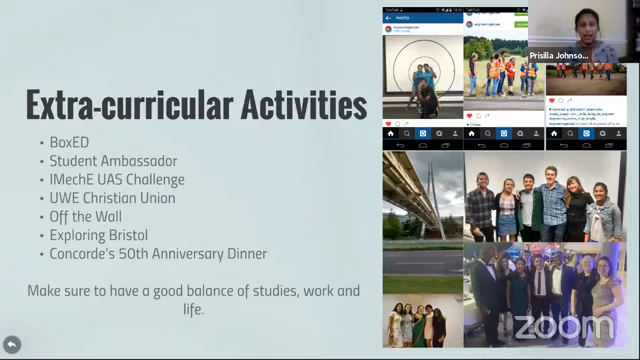 Extra-curricular Activities
• BoxED
• Student Ambassador
• IMechE UAS Challenge
• UWE Christian Union
• Off the Wall
• Exploring Bristol
• Concorde's 50th Anniversary Dinner
Make sure to have a good balance of studies, work and
life.
PHOTO
Prisilla Johnso...
zoom